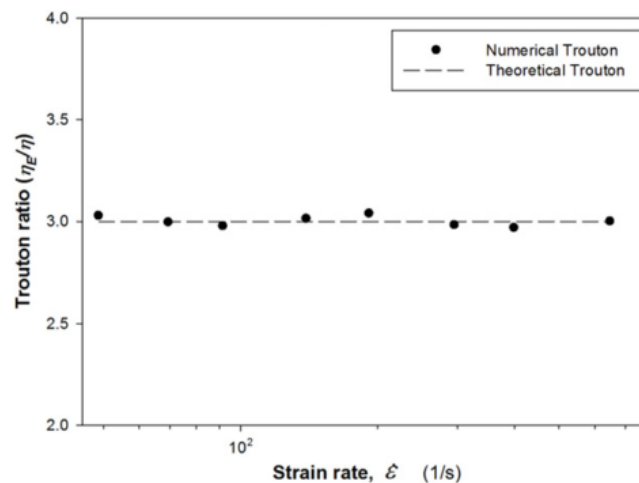 4.0
Numerical Trouton
Theoretical Trouton
3.5
Trouton ratio (ηE/η)
3.0
2.5
2.0
10²
Strain rate, ε̇ (1/s)